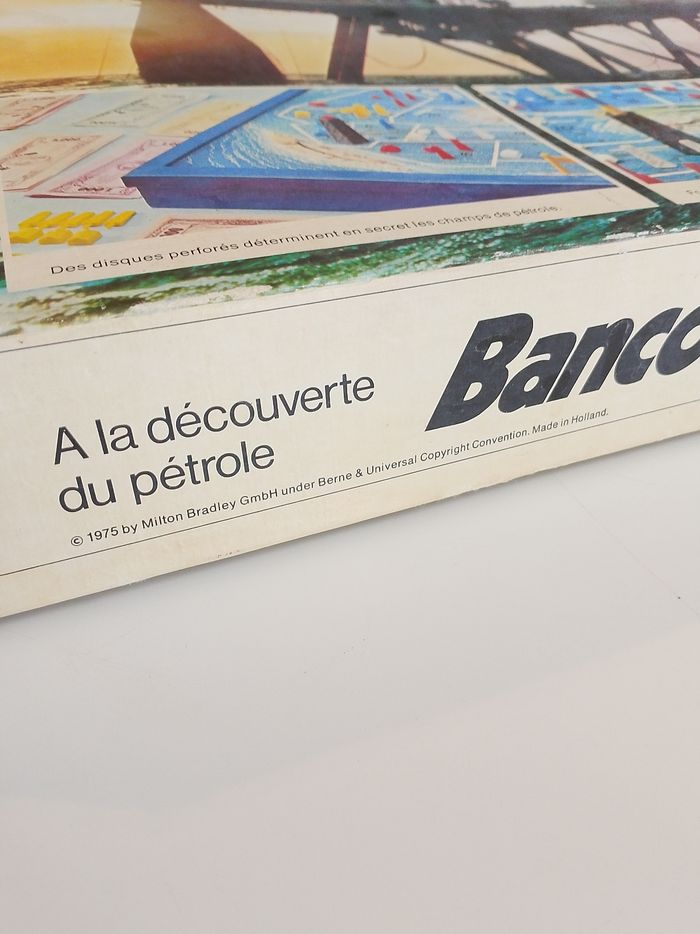 Des disques perforés déterminent en secret les champs de pétrole.
A la découverte
du pétrole
Banco
© 1975 by Milton Bradley GmbH under Berne & Universal Copyright Convention. Made in Holland.